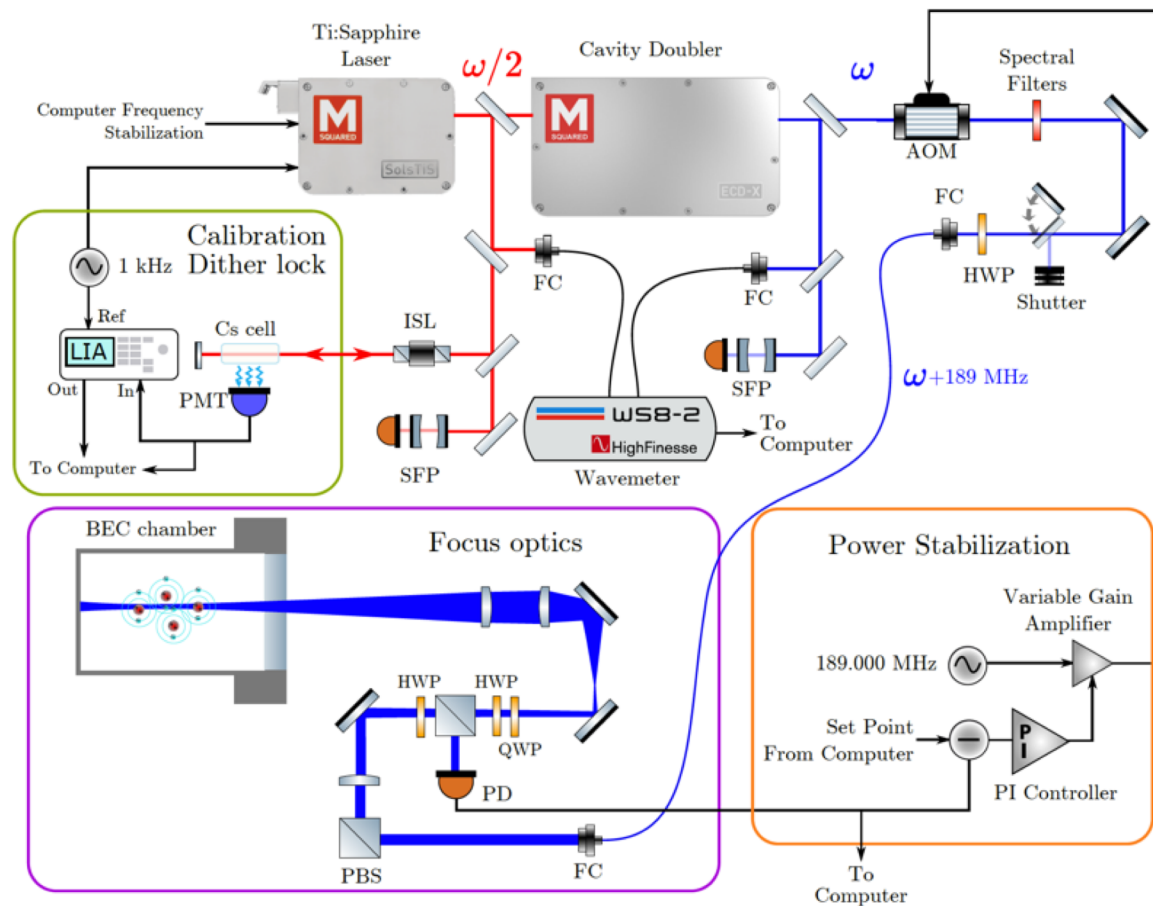 Ti:Sapphire
Laser
ω/2
Cavity Doubler
ω
Spectral
Filters
Computer Frequency
Stabilization
M
SQUARED
SolsTiS
M
SQUARED
ECD-X
AOM
FC
HWP
Shutter
Calibration
Dither lock
1 kHz
Ref
LIA
Out
In
Cs cell
PMT
To Computer
ISL
FC
FC
SFP
SFP
WS8-2
HighFinesse
Wavemeter
To
Computer
ω+189 MHz
BEC chamber
Focus optics
HWP
HWP
QWP
PD
PBS
FC
Power Stabilization
Variable Gain
Amplifier
189.000 MHz
Set Point
From Computer
P
I
PI Controller
To
Computer